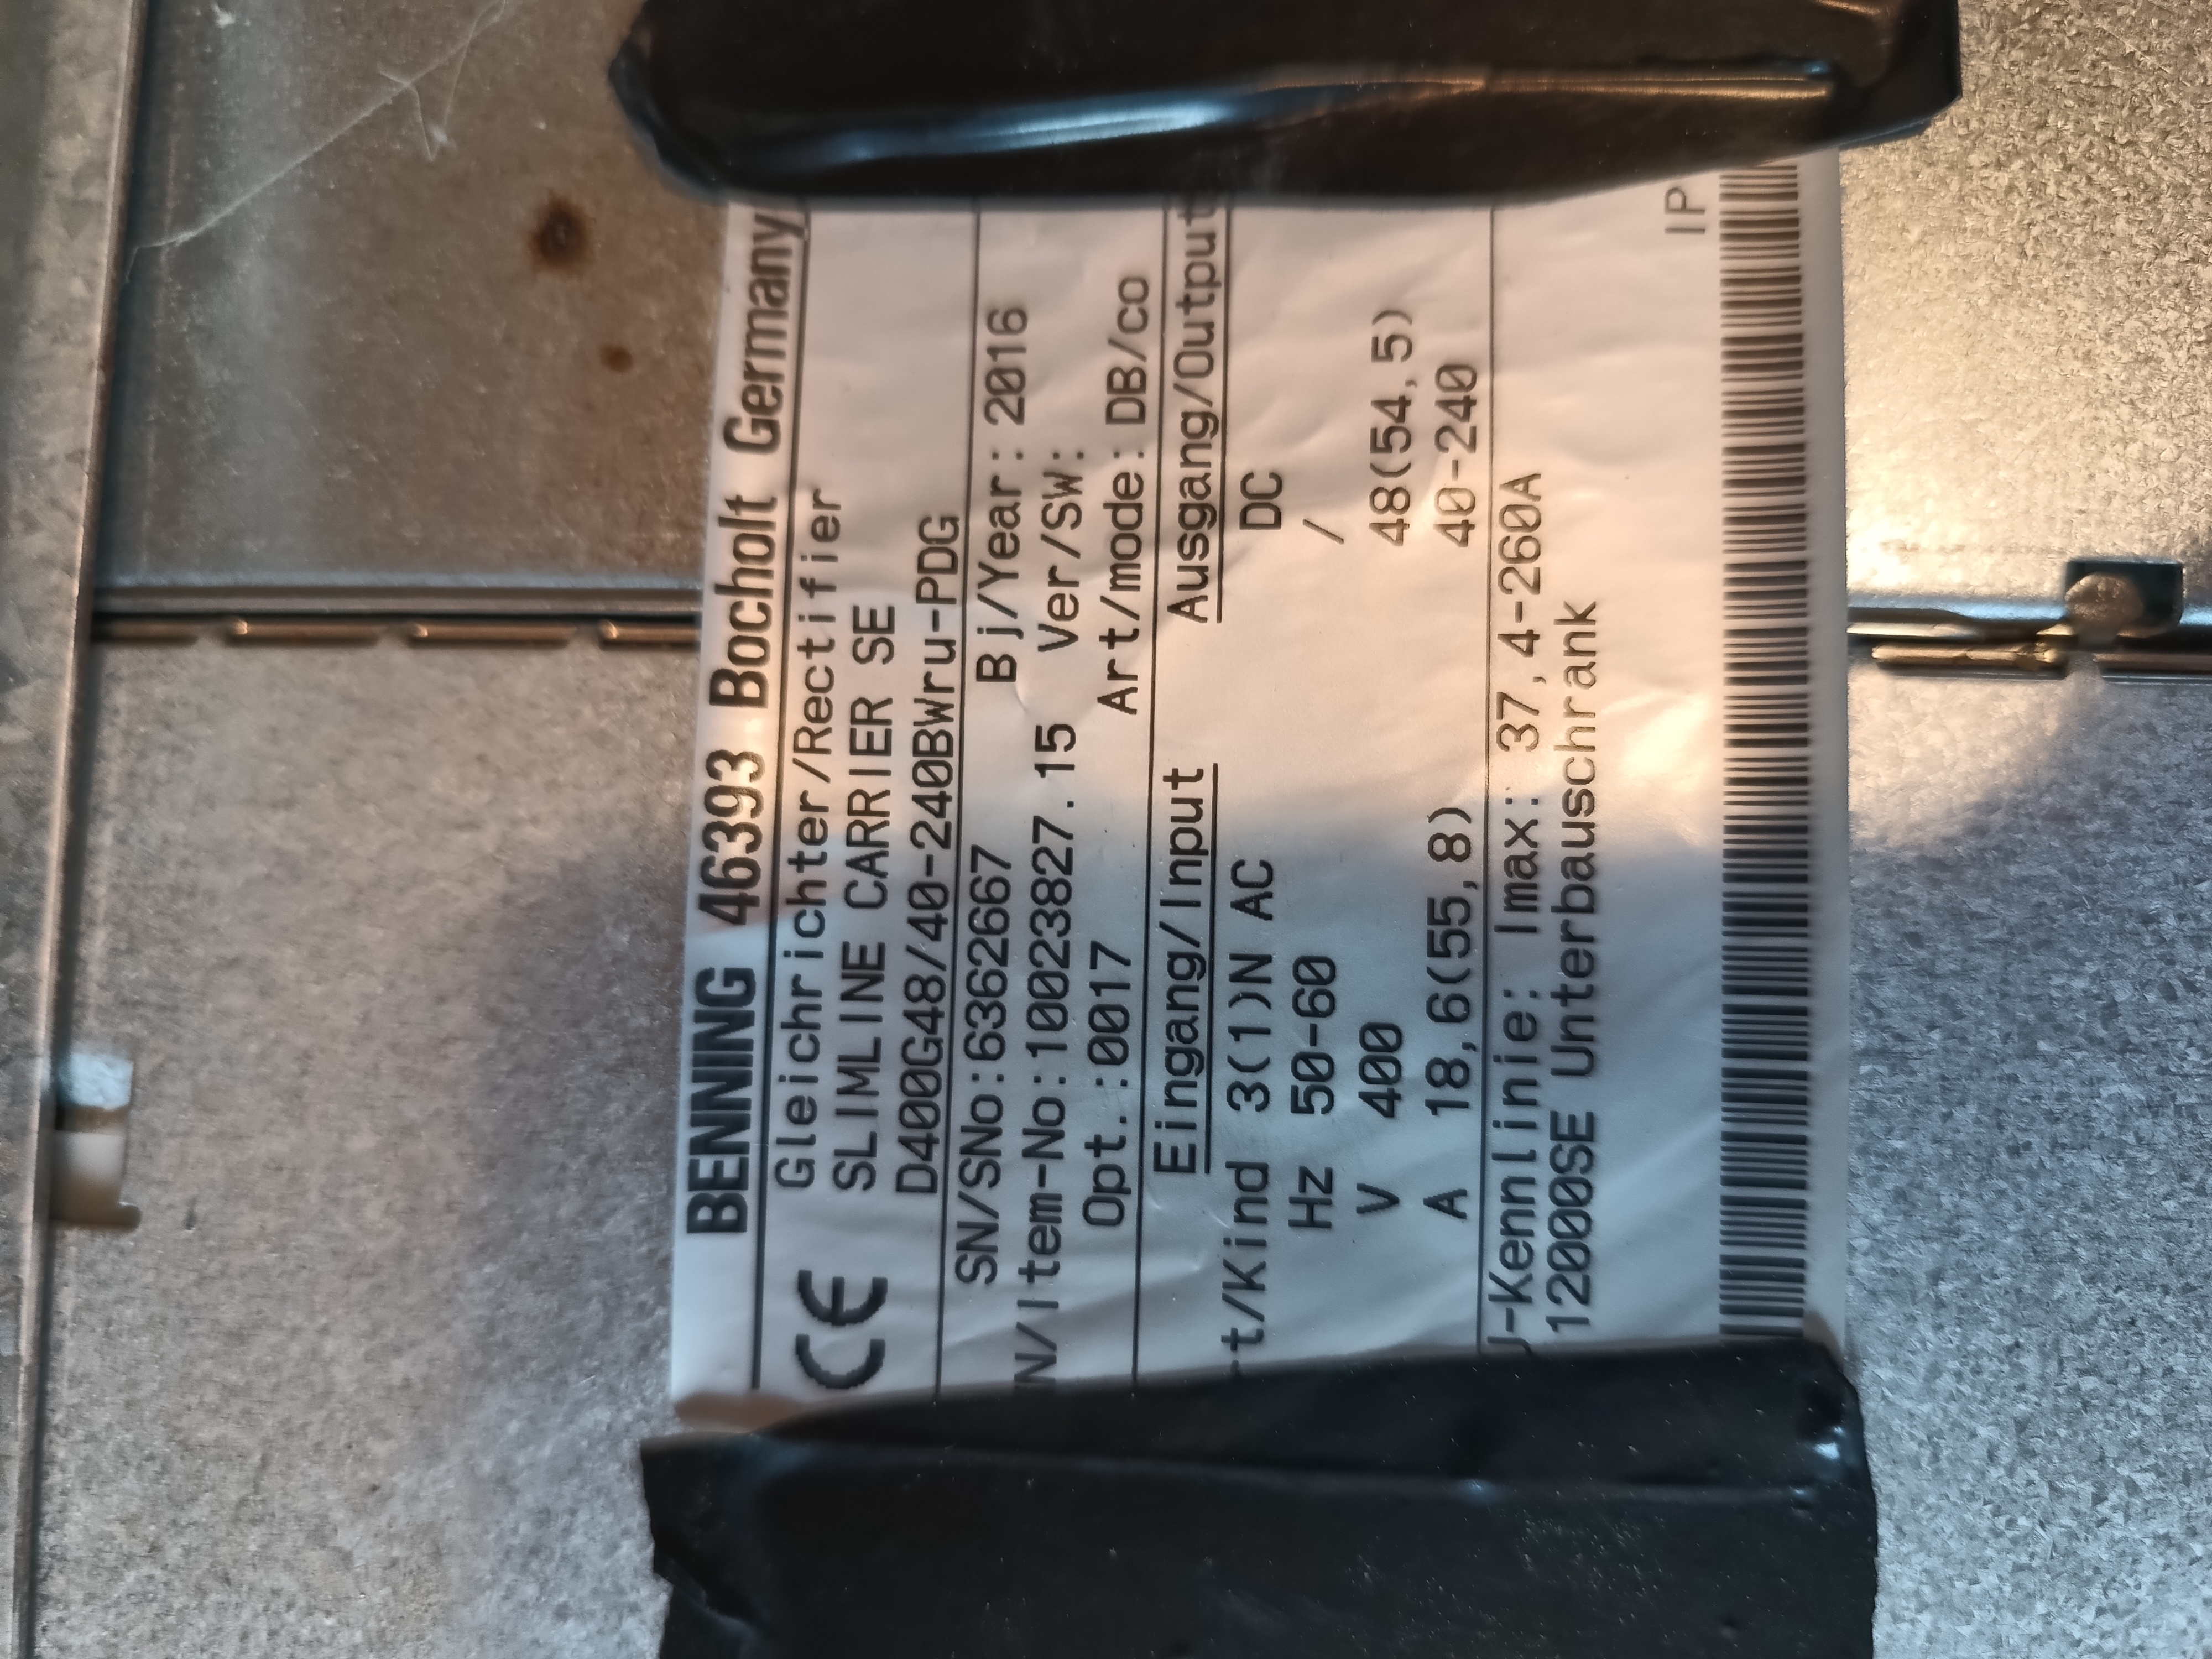 BENNING 46393 Bocholt Germany
CE Gleichrichter/Rectifier
SLIMLINE CARRIER SE
D400G48/40-240BWru-PDG
SN/SNo:6362667 Bj/Year: 2016
N/Item-No:10023827.15 Ver/SW:
Opt.:0017 Art/mode: DB/co
Eingang/Input Ausgang/Output
t/Kind 3(1)N AC DC
Hz 50-60 /
V 400 48(54,5)
A 18,6(55,8) 40-240
-Kennlinie: Imax: 37,4-260A
12000SE Unterbauschrank
IP